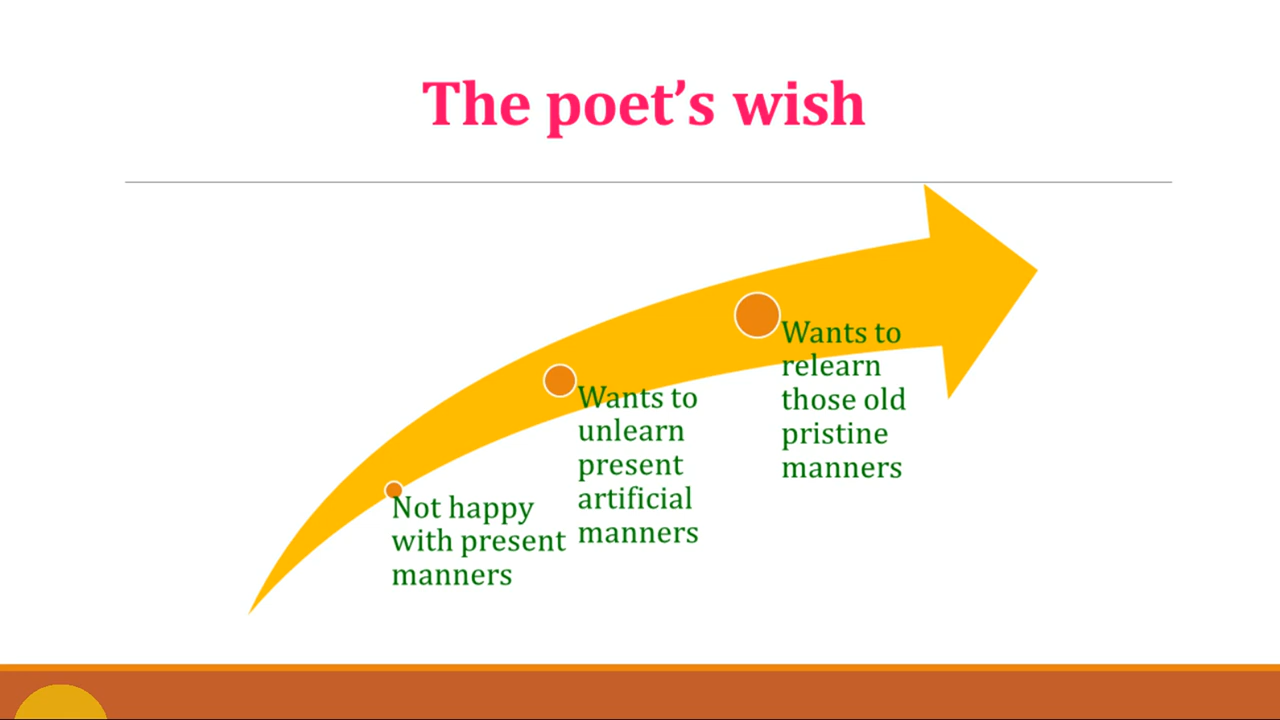 The poet’s wish
Not happy
with present
manners
Wants to
unlearn
present
artificial
manners
Wants to
relearn
those old
pristine
manners